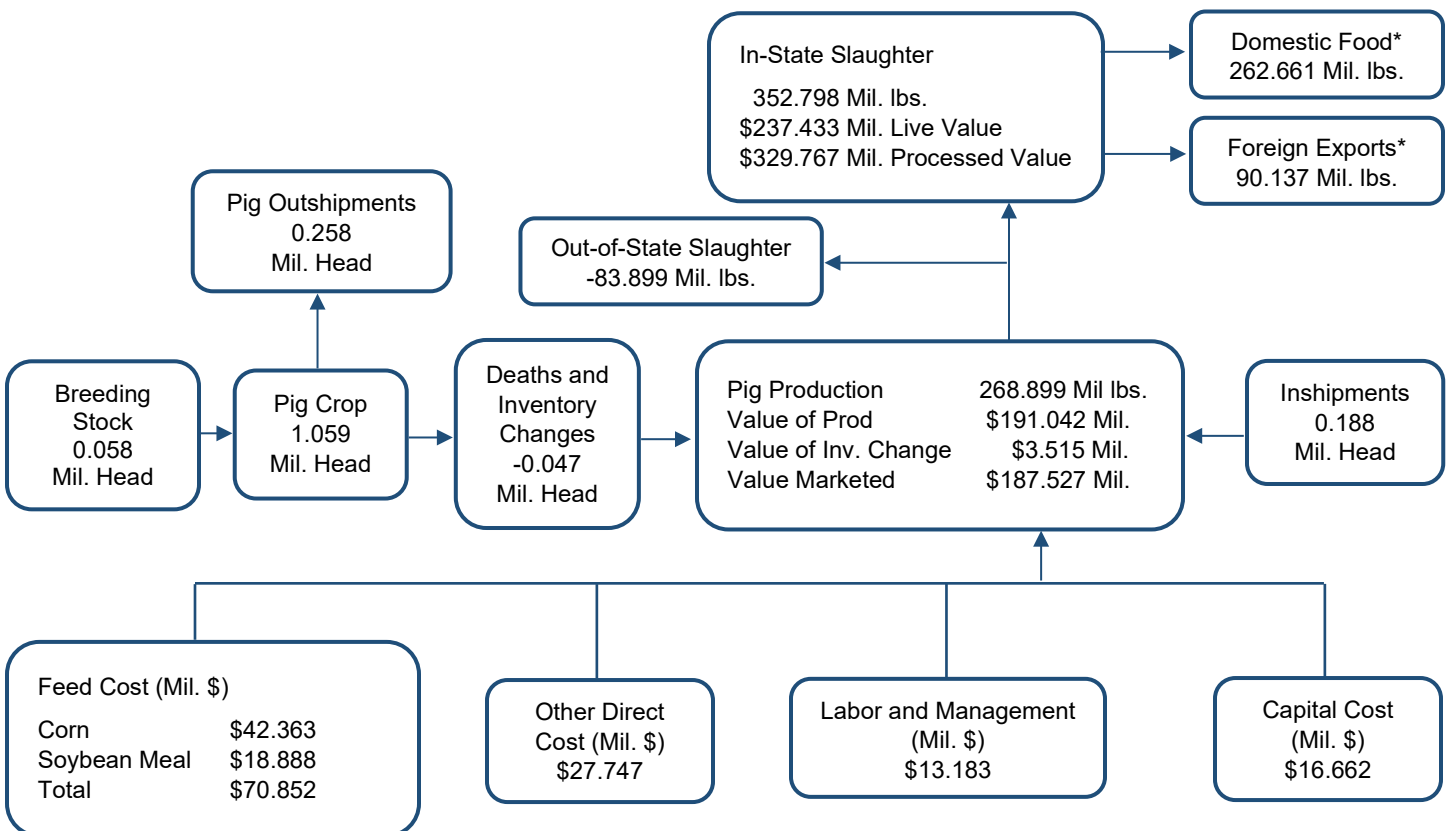 In-State Slaughter
352.798 Mil. lbs.
$237.433 Mil. Live Value
$329.767 Mil. Processed Value
Domestic Food*
262.661 Mil. lbs.
Foreign Exports*
90.137 Mil. lbs.
Pig Outshipments
0.258
Mil. Head
Out-of-State Slaughter
-83.899 Mil. lbs.
Breeding
Stock
0.058
Mil. Head
Pig Crop
1.059
Mil. Head
Deaths and
Inventory
Changes
-0.047
Mil. Head
Pig Production 268.899 Mil lbs.
Value of Prod $191.042 Mil.
Value of Inv. Change $3.515 Mil.
Value Marketed $187.527 Mil.
Inshipments
0.188
Mil. Head
Feed Cost (Mil. $)
Corn $42.363
Soybean Meal $18.888
Total $70.852
Other Direct
Cost (Mil. $)
$27.747
Labor and Management
(Mil. $)
$13.183
Capital Cost
(Mil. $)
$16.662